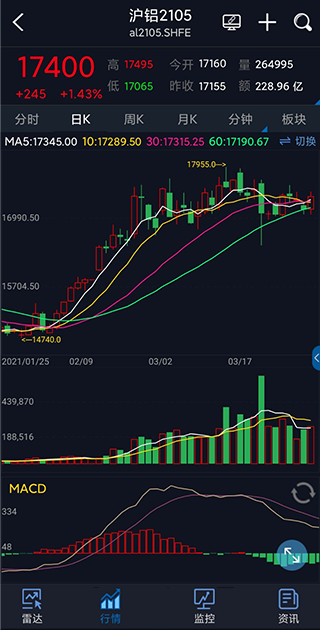 沪铝2105
al2105.SHFE
17400 高 17495 今开 17160 量 264995
+245 +1.43% 低 17065 昨收 17155 额 228.96 亿
分时 日K 周K 月K 分钟 板块
MA5:17345.00 10:17289.50 30:17315.25 60:17190.67 切换
17955.0
16990.50
15704.50
14740.0
2021/01/25 02/09 03/02 03/17
439,870
188,516
MACD
334
48
雷达 行情 监控 资讯